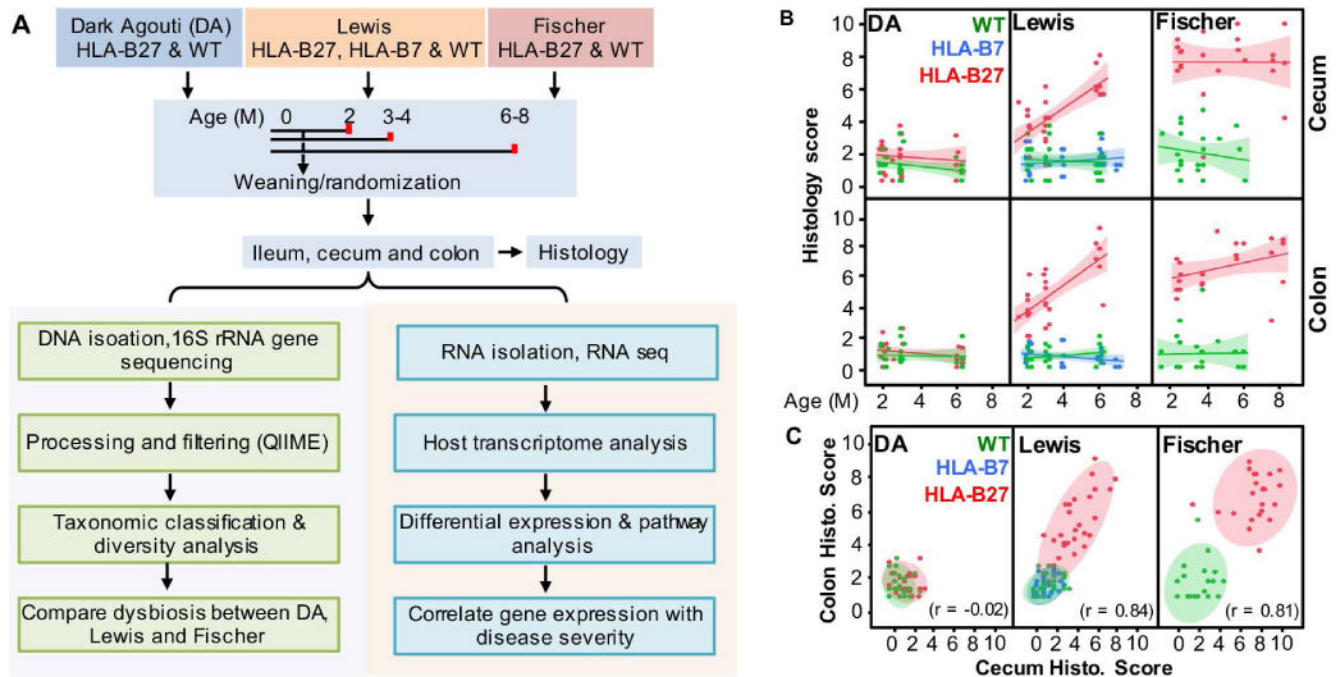 A
Dark Agouti (DA)
HLA-B27 & WT
Lewis
HLA-B27, HLA-B7 & WT
Fischer
HLA-B27 & WT
Age (M) 0 2 3-4 6-8
Weaning/randomization
Ileum, cecum and colon
Histology
DNA isoation,16S rRNA gene
sequencing
Processing and filtering (QIIME)
Taxonomic classification &
diversity analysis
Compare dysbiosis between DA,
Lewis and Fischer
RNA isolation, RNA seq
Host transcriptome analysis
Differential expression & pathway
analysis
Correlate gene expression with
disease severity
B
Histology score
10
8
6
4
2
0
10
8
6
4
2
0
DA
WT
HLA-B7
HLA-B27
Lewis
Fischer
Cecum
Colon
Age (M) 2 4 6 8 2 4 6 8 2 4 6 8
C
Colon Histo. Score
10
8
6
4
2
0
DA
WT
HLA-B7
HLA-B27
(r = -0.02)
Lewis
(r = 0.84)
Fischer
(r = 0.81)
0 2 4 6 8 10 0 2 4 6 8 10 0 2 4 6 8 10
Cecum Histo. Score